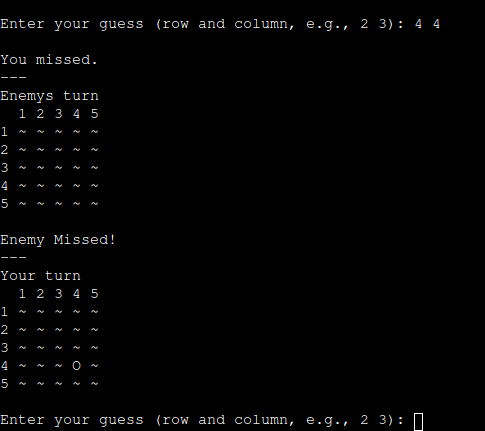 Enter your guess (row and column, e.g., 2 3): 4 4
You missed.
---
Enemys turn
  1 2 3 4 5
1 ~ ~ ~ ~ ~
2 ~ ~ ~ ~ ~
3 ~ ~ ~ ~ ~
4 ~ ~ ~ ~ ~
5 ~ ~ ~ ~ ~
Enemy Missed!
---
Your turn
  1 2 3 4 5
1 ~ ~ ~ ~ ~
2 ~ ~ ~ ~ ~
3 ~ ~ ~ ~ ~
4 ~ ~ ~ O ~
5 ~ ~ ~ ~ ~
Enter your guess (row and column, e.g., 2 3):